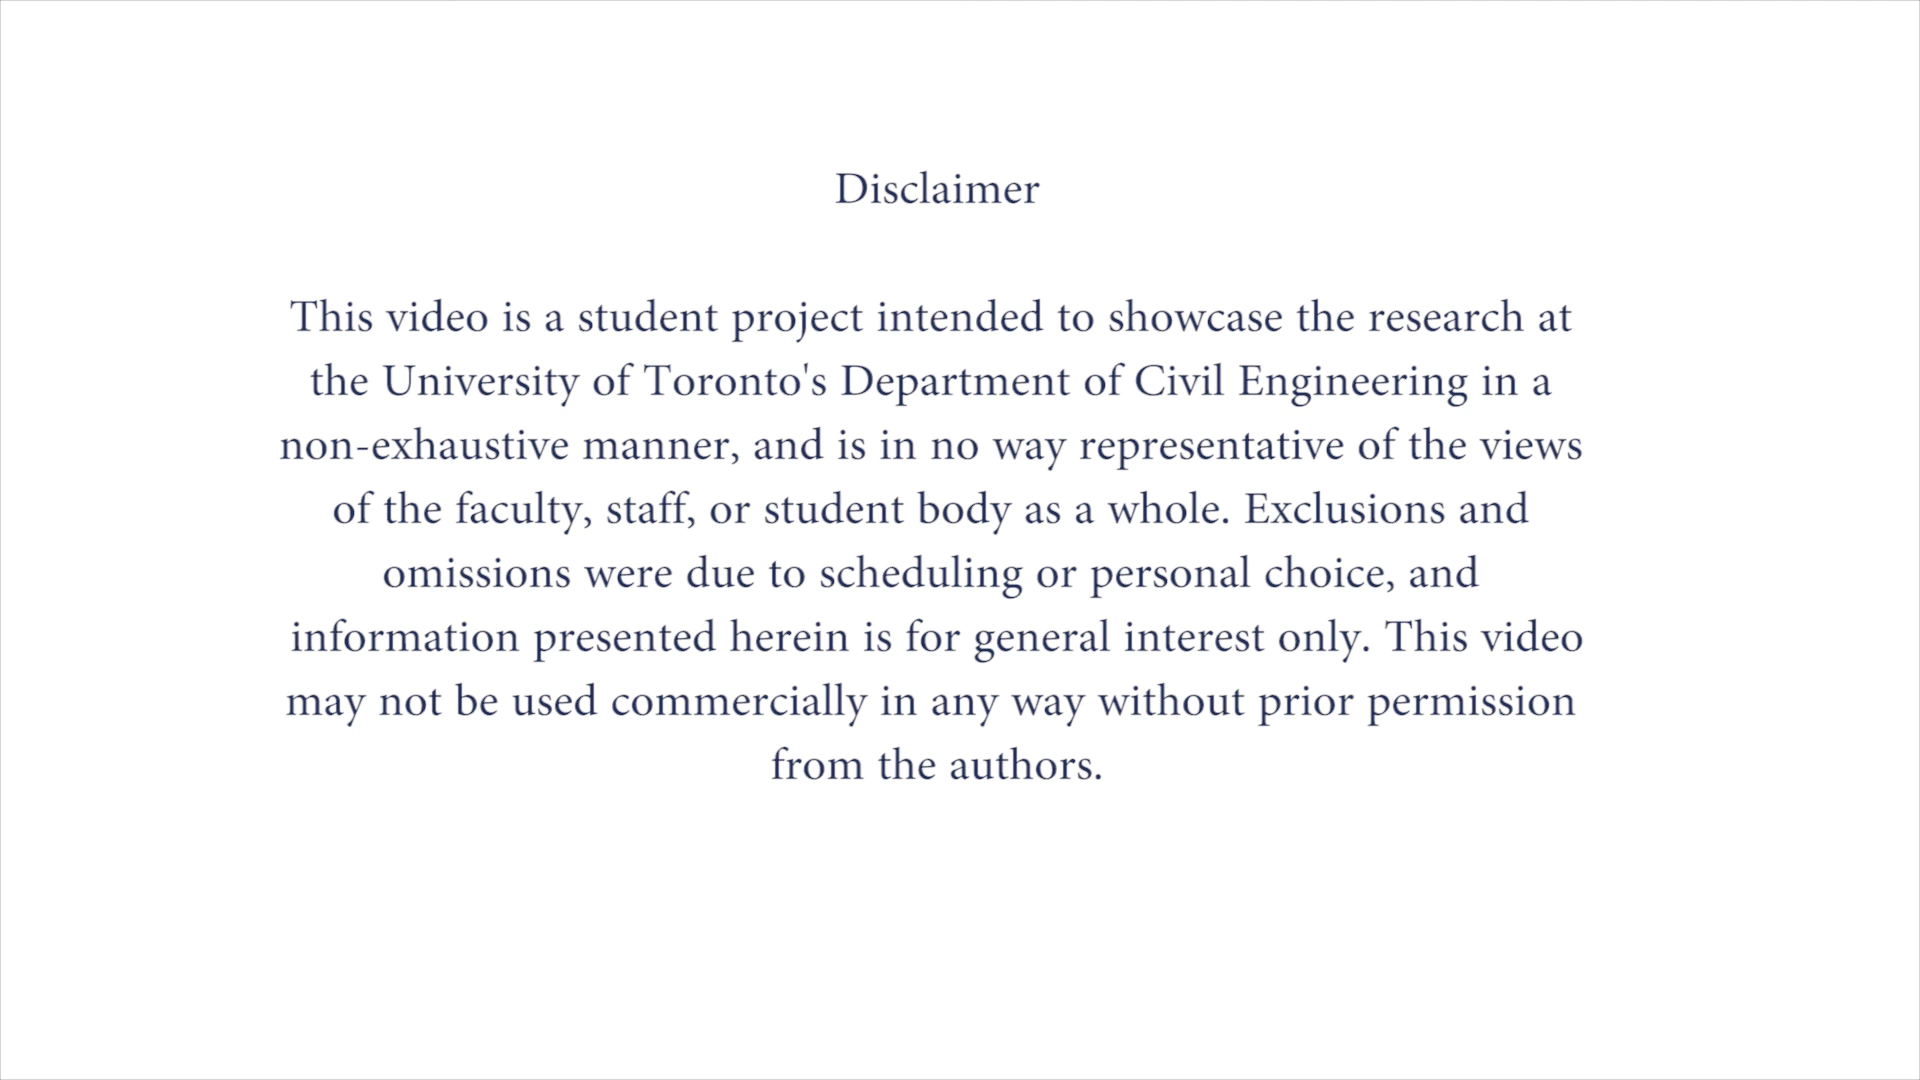 Disclaimer
This video is a student project intended to showcase the research at
the University of Toronto's Department of Civil Engineering in a
non-exhaustive manner, and is in no way representative of the views
of the faculty, staff, or student body as a whole. Exclusions and
omissions were due to scheduling or personal choice, and
information presented herein is for general interest only. This video
may not be used commercially in any way without prior permission
from the authors.